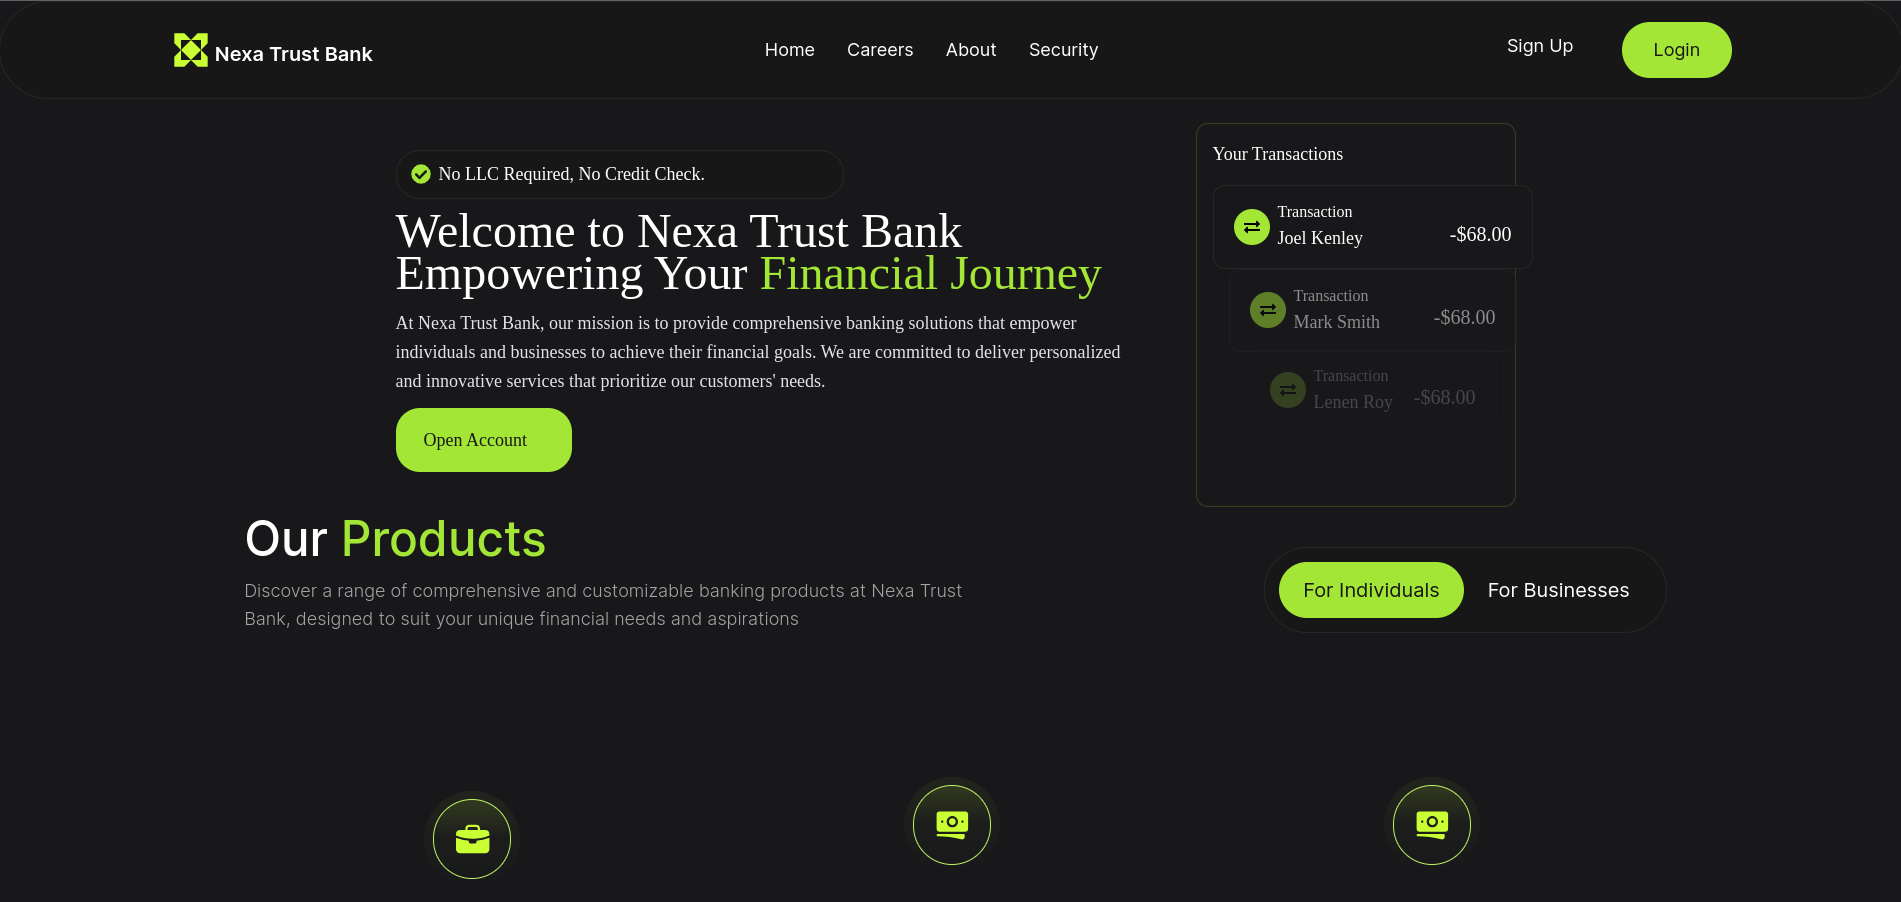 Nexa Trust Bank
Home
Careers
About
Security
Sign Up
Login
No LLC Required, No Credit Check.
Welcome to Nexa Trust Bank
Empowering Your Financial Journey
At Nexa Trust Bank, our mission is to provide comprehensive banking solutions that empower
individuals and businesses to achieve their financial goals. We are committed to deliver personalized
and innovative services that prioritize our customers' needs.
Open Account
Your Transactions
Transaction
Joel Kenley
-$68.00
Transaction
Mark Smith
-$68.00
Transaction
Lenen Roy
-$68.00
Our Products
Discover a range of comprehensive and customizable banking products at Nexa Trust
Bank, designed to suit your unique financial needs and aspirations
For Individuals
For Businesses